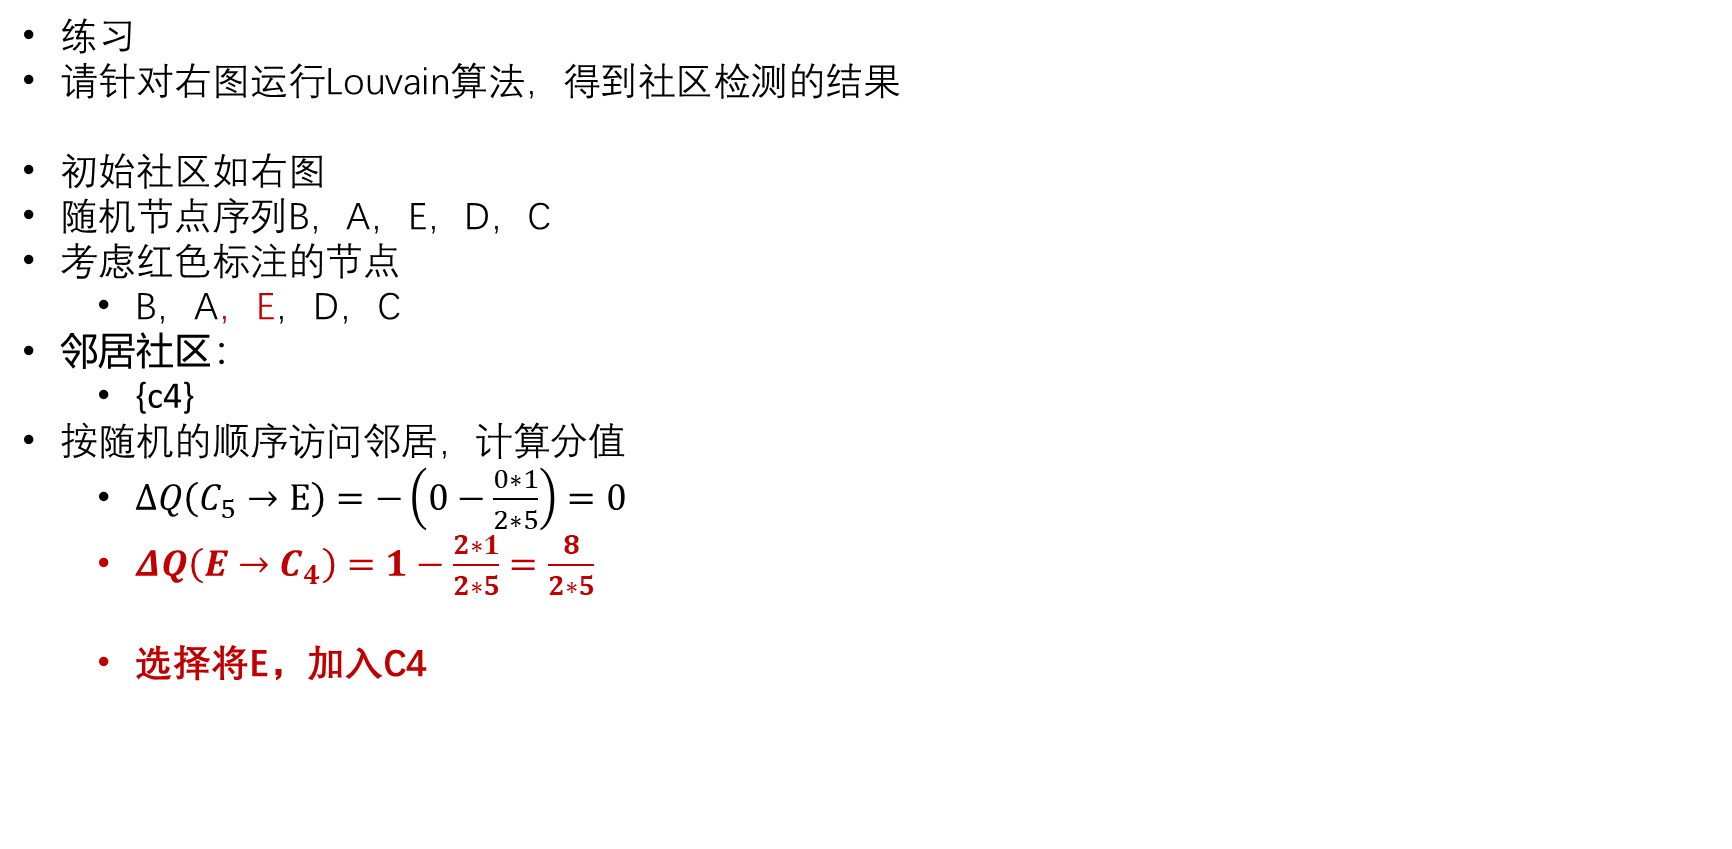 • 练习
• 请针对右图运行Louvain算法，得到社区检测的结果
• 初始社区如右图
• 随机节点序列B，A，E，D，C
• 考虑红色标注的节点
• B，A，E，D，C
• 邻居社区：
• {c4}
• 按随机的顺序访问邻居，计算分值
• ΔQ(C₅ → E) = −(0 − (0∗1)/(2∗5)) = 0
• ΔQ(E → C₄) = 1 − (2∗1)/(2∗5) = 8/(2∗5)
• 选择将E，加入C4